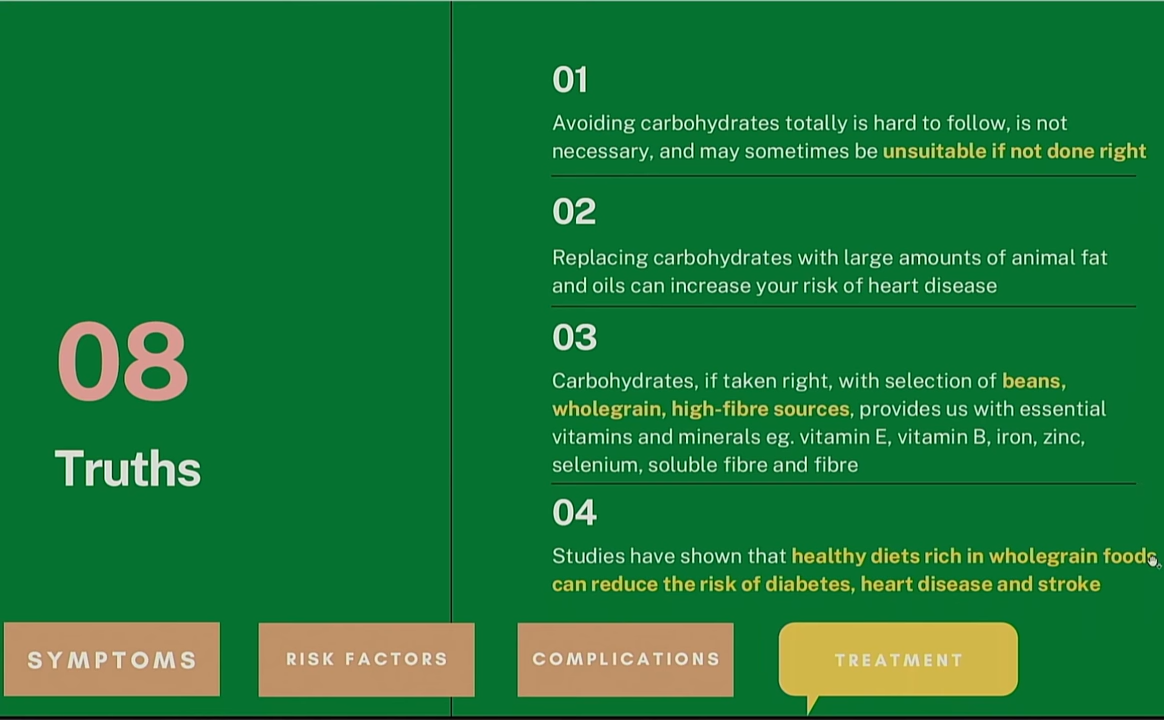 08
Truths
01
Avoiding carbohydrates totally is hard to follow, is not
necessary, and may sometimes be unsuitable if not done right
02
Replacing carbohydrates with large amounts of animal fat
and oils can increase your risk of heart disease
03
Carbohydrates, if taken right, with selection of beans,
wholegrain, high-fibre sources, provides us with essential
vitamins and minerals eg. vitamin E, vitamin B, iron, zinc,
selenium, soluble fibre and fibre
04
Studies have shown that healthy diets rich in wholegrain foods,
can reduce the risk of diabetes, heart disease and stroke
SYMPTOMS
RISK FACTORS
COMPLICATIONS
TREATMENT